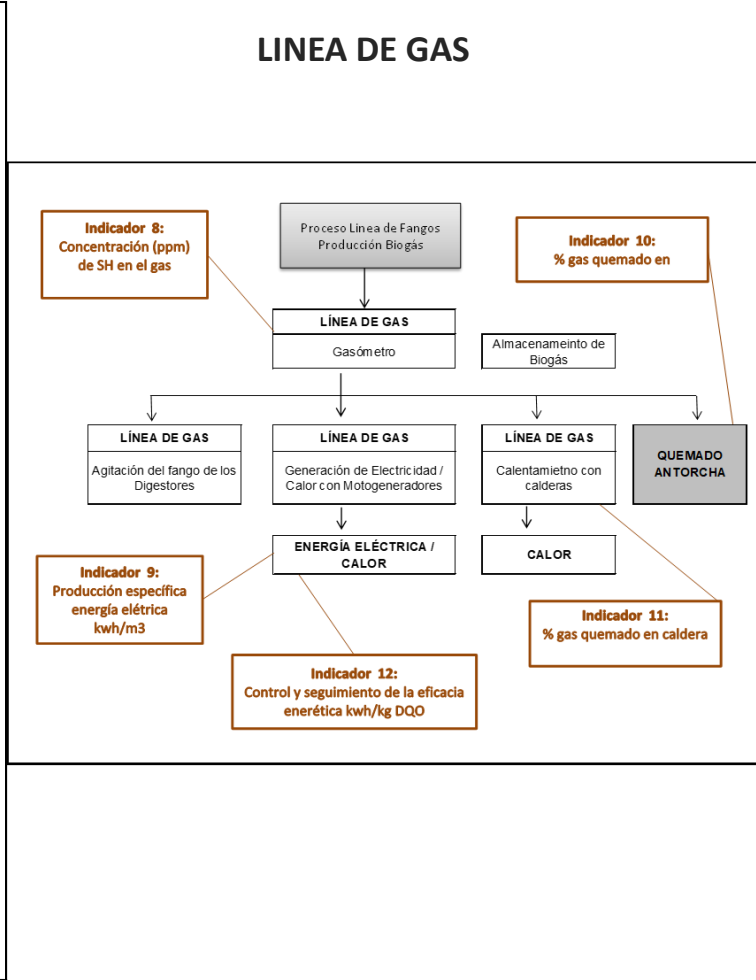 LINEA DE GAS
Indicador 8:
Concentración (ppm)
de SH en el gas
Proceso Linea de Fangos
Producción Biogás
Indicador 10:
% gas quemado en
LÍNEA DE GAS
Gasómetro
Almacenameinto de
Biogás
LÍNEA DE GAS
Agitación del fango de los
Digestores
LÍNEA DE GAS
Generación de Electricidad /
Calor con Motogeneradores
LÍNEA DE GAS
Calentamietno con
calderas
QUEMADO
ANTORCHA
ENERGÍA ELÉCTRICA /
CALOR
CALOR
Indicador 9:
Producción específica
energía elétrica
kwh/m3
Indicador 11:
% gas quemado en caldera
Indicador 12:
Control y seguimiento de la eficacia
enerética kwh/kg DQO